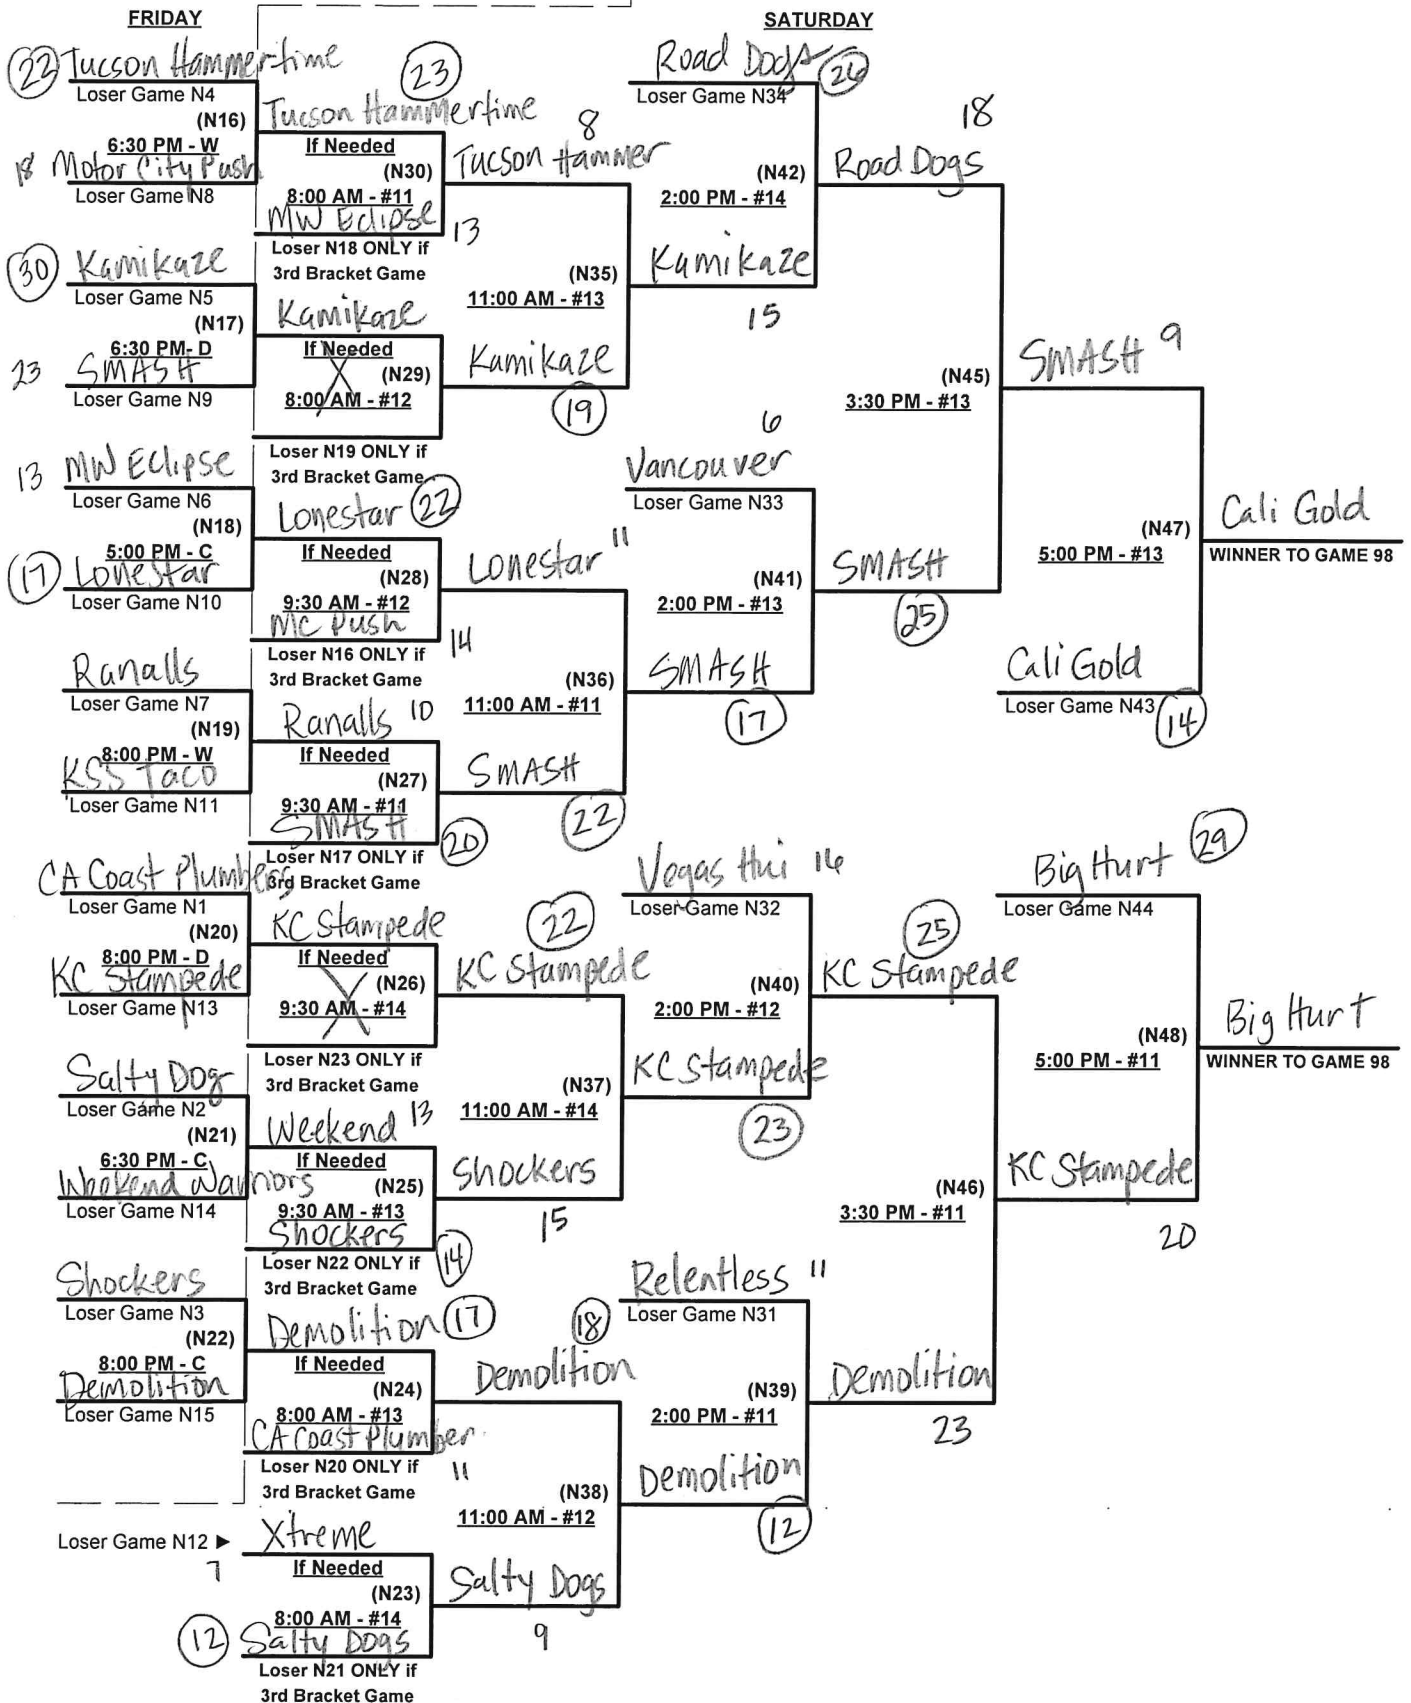 FRIDAY
SATURDAY
22 Tucson Hammertime
Loser Game N4
(N16)
6:30 PM - W
18 Motor City Push
Loser Game N8
30 Kamikaze
Loser Game N5
(N17)
6:30 PM- D
23 SMASH
Loser Game N9
13 MW Eclipse
Loser Game N6
(N18)
5:00 PM - C
17 Lonestar
Loser Game N10
Ranalls
Loser Game N7
(N19)
8:00 PM - W
KSS Taco
Loser Game N11
CA Coast Plumbers
Loser Game N1
(N20)
8:00 PM - D
KC Stampede
Loser Game N13
Salty Dog
Loser Game N2
(N21)
6:30 PM - C
Weekend Warriors
Loser Game N14
Shockers
Loser Game N3
(N22)
8:00 PM - C
Demolition
Loser Game N15
Loser Game N12 ►
7
Xtreme
If Needed
(N23)
8:00 AM - #14
12 Salty Dogs
Loser N21 ONLY if
3rd Bracket Game
23
Tucson Hammertime
If Needed
(N30)
8:00 AM - #11
MW Eclipse 13
Loser N18 ONLY if
3rd Bracket Game
Kamikaze
If Needed
(N29)
8:00 AM - #12
Loser N19 ONLY if
3rd Bracket Game
Lonestar 22
If Needed
(N28)
9:30 AM - #12
MC Push 14
Loser N16 ONLY if
3rd Bracket Game
Ranalls 10
If Needed
(N27)
9:30 AM - #11
SMASH 20
Loser N17 ONLY if
3rd Bracket Game
KC Stampede
If Needed
(N26)
9:30 AM - #14
Loser N23 ONLY if
3rd Bracket Game
Weekend 13
If Needed
(N25)
9:30 AM - #13
Shockers 14
Loser N22 ONLY if
3rd Bracket Game
Demolition 17
If Needed
(N24)
8:00 AM - #13
CA Coast Plumber
11
Loser N20 ONLY if
3rd Bracket Game
8
Tucson Hammer
(N35)
11:00 AM - #13
Kamikaze
19
Lonestar 11
(N36)
11:00 AM - #11
SMASH
22
22
KC Stampede
(N37)
11:00 AM - #14
Shockers
15
18
Demolition
(N38)
11:00 AM - #12
Salty Dogs
9
Road Dogs 26
Loser Game N34
(N42)
2:00 PM - #14
Kamikaze
15
6
Vancouver
Loser Game N33
(N41)
2:00 PM - #13
SMASH
17
Vegas Hui 16
Loser Game N32
(N40)
2:00 PM - #12
KC Stampede
23
Relentless 11
Loser Game N31
(N39)
2:00 PM - #11
Demolition
12
18
Road Dogs
(N45)
3:30 PM - #13
SMASH
25
25
KC Stampede
(N46)
3:30 PM - #11
Demolition
23
SMASH 9
(N47)
5:00 PM - #13
Cali Gold
Loser Game N43 14
Big Hurt 29
Loser Game N44
(N48)
5:00 PM - #11
KC Stampede
20
Cali Gold
WINNER TO GAME 98
Big Hurt
WINNER TO GAME 98